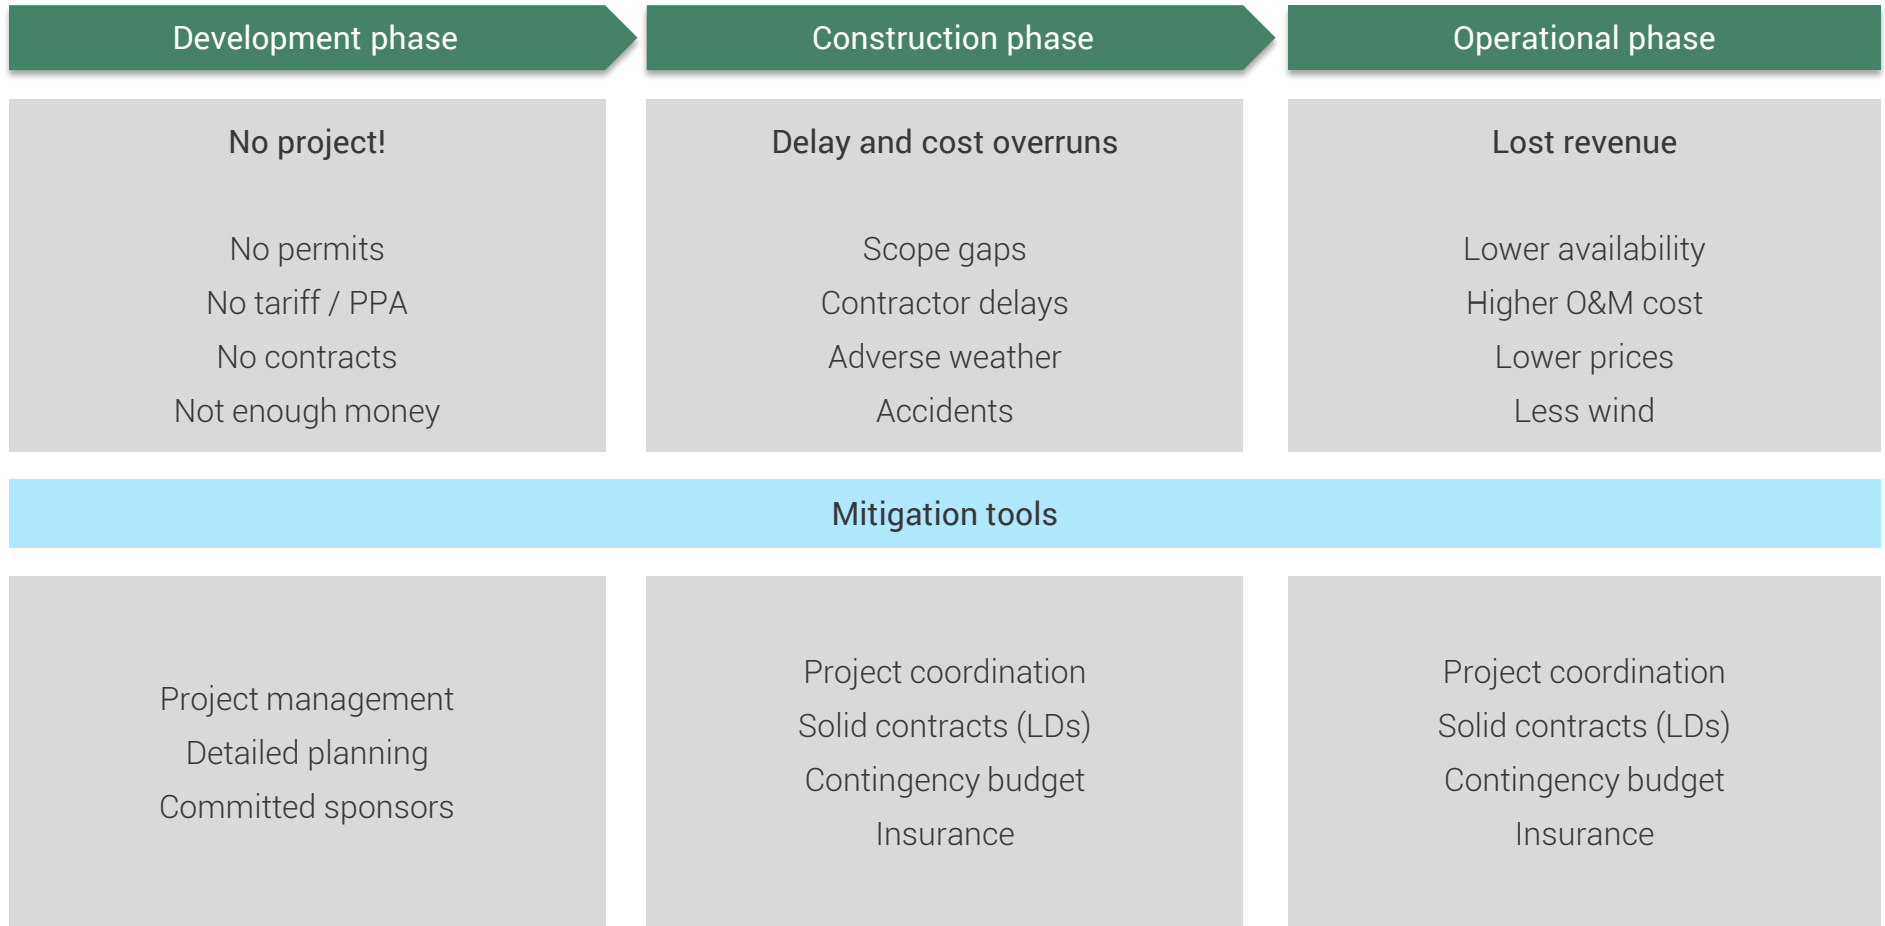 Development phase
Construction phase
Operational phase
No project!
No permits
No tariff / PPA
No contracts
Not enough money
Delay and cost overruns
Scope gaps
Contractor delays
Adverse weather
Accidents
Lost revenue
Lower availability
Higher O&M cost
Lower prices
Less wind
Mitigation tools
Project management
Detailed planning
Committed sponsors
Project coordination
Solid contracts (LDs)
Contingency budget
Insurance
Project coordination
Solid contracts (LDs)
Contingency budget
Insurance